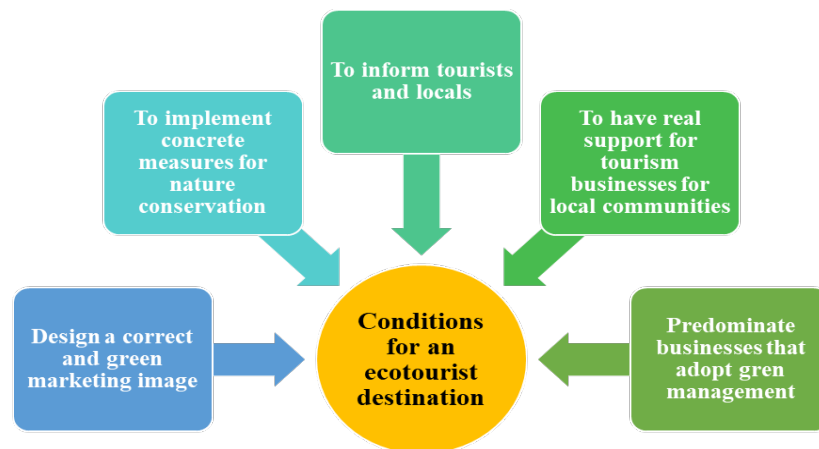 To inform tourists
and locals
To implement
concrete
measures for
nature
conservation
To have real
support for
tourism
businesses for
local communities
Design a correct
and green
marketing image
Conditions
for an
ecotourist
destination
Predominate
businesses that
adopt gren
management